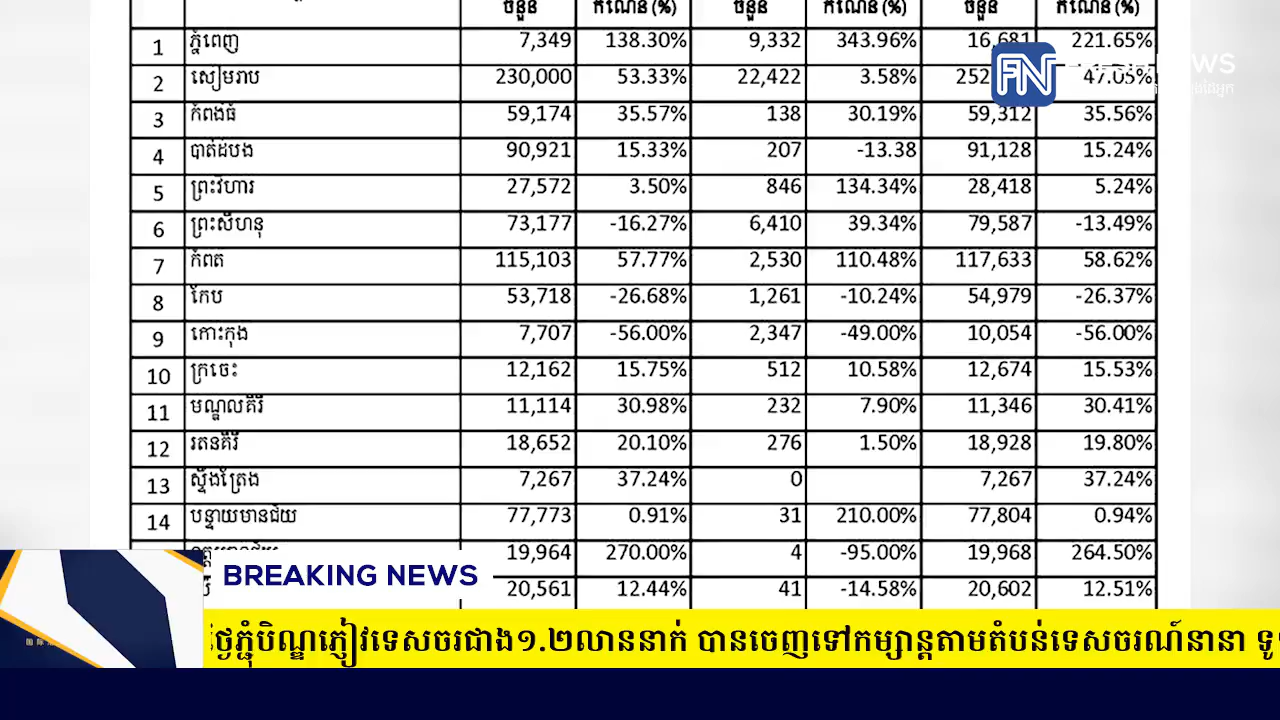 ចំនួន កំណើន(%) ចំនួន កំណើន(%) ចំនួន កំណើន(%)
1 ភ្នំពេញ 7,349 138.30% 9,332 343.96% 16,681 221.65%
2 សៀមរាប 230,000 53.33% 22,422 3.58% 252 47.05%
3 កំពង់ធំ 59,174 35.57% 138 30.19% 59,312 35.56%
4 បាត់ដំបង 90,921 15.33% 207 -13.38 91,128 15.24%
5 ព្រះវិហារ 27,572 3.50% 846 134.34% 28,418 5.24%
6 ព្រះសីហនុ 73,177 -16.27% 6,410 39.34% 79,587 -13.49%
7 កំពត 115,103 57.77% 2,530 110.48% 117,633 58.62%
8 កែប 53,718 -26.68% 1,261 -10.24% 54,979 -26.37%
9 កោះកុង 7,707 -56.00% 2,347 -49.00% 10,054 -56.00%
10 ក្រចេះ 12,162 15.75% 512 10.58% 12,674 15.53%
11 មណ្ឌលគិរី 11,114 30.98% 232 7.90% 11,346 30.41%
12 រតនគិរី 18,652 20.10% 276 1.50% 18,928 19.80%
13 ស្ទឹងត្រែង 7,267 37.24% 0 7,267 37.24%
14 បន្ទាយមានជ័យ 77,773 0.91% 31 210.00% 77,804 0.94%
19,964 270.00% 4 -95.00% 19,968 264.50%
20,561 12.44% 41 -14.58% 20,602 12.51%
FN
BREAKING NEWS
ថ្ងៃភ្ជុំបិណ្ឌភ្ញៀវទេសចរជាង១.២លាននាក់ បានចេញទៅកម្សាន្តតាមតំបន់ទេសចរណ៍នានា ទូ